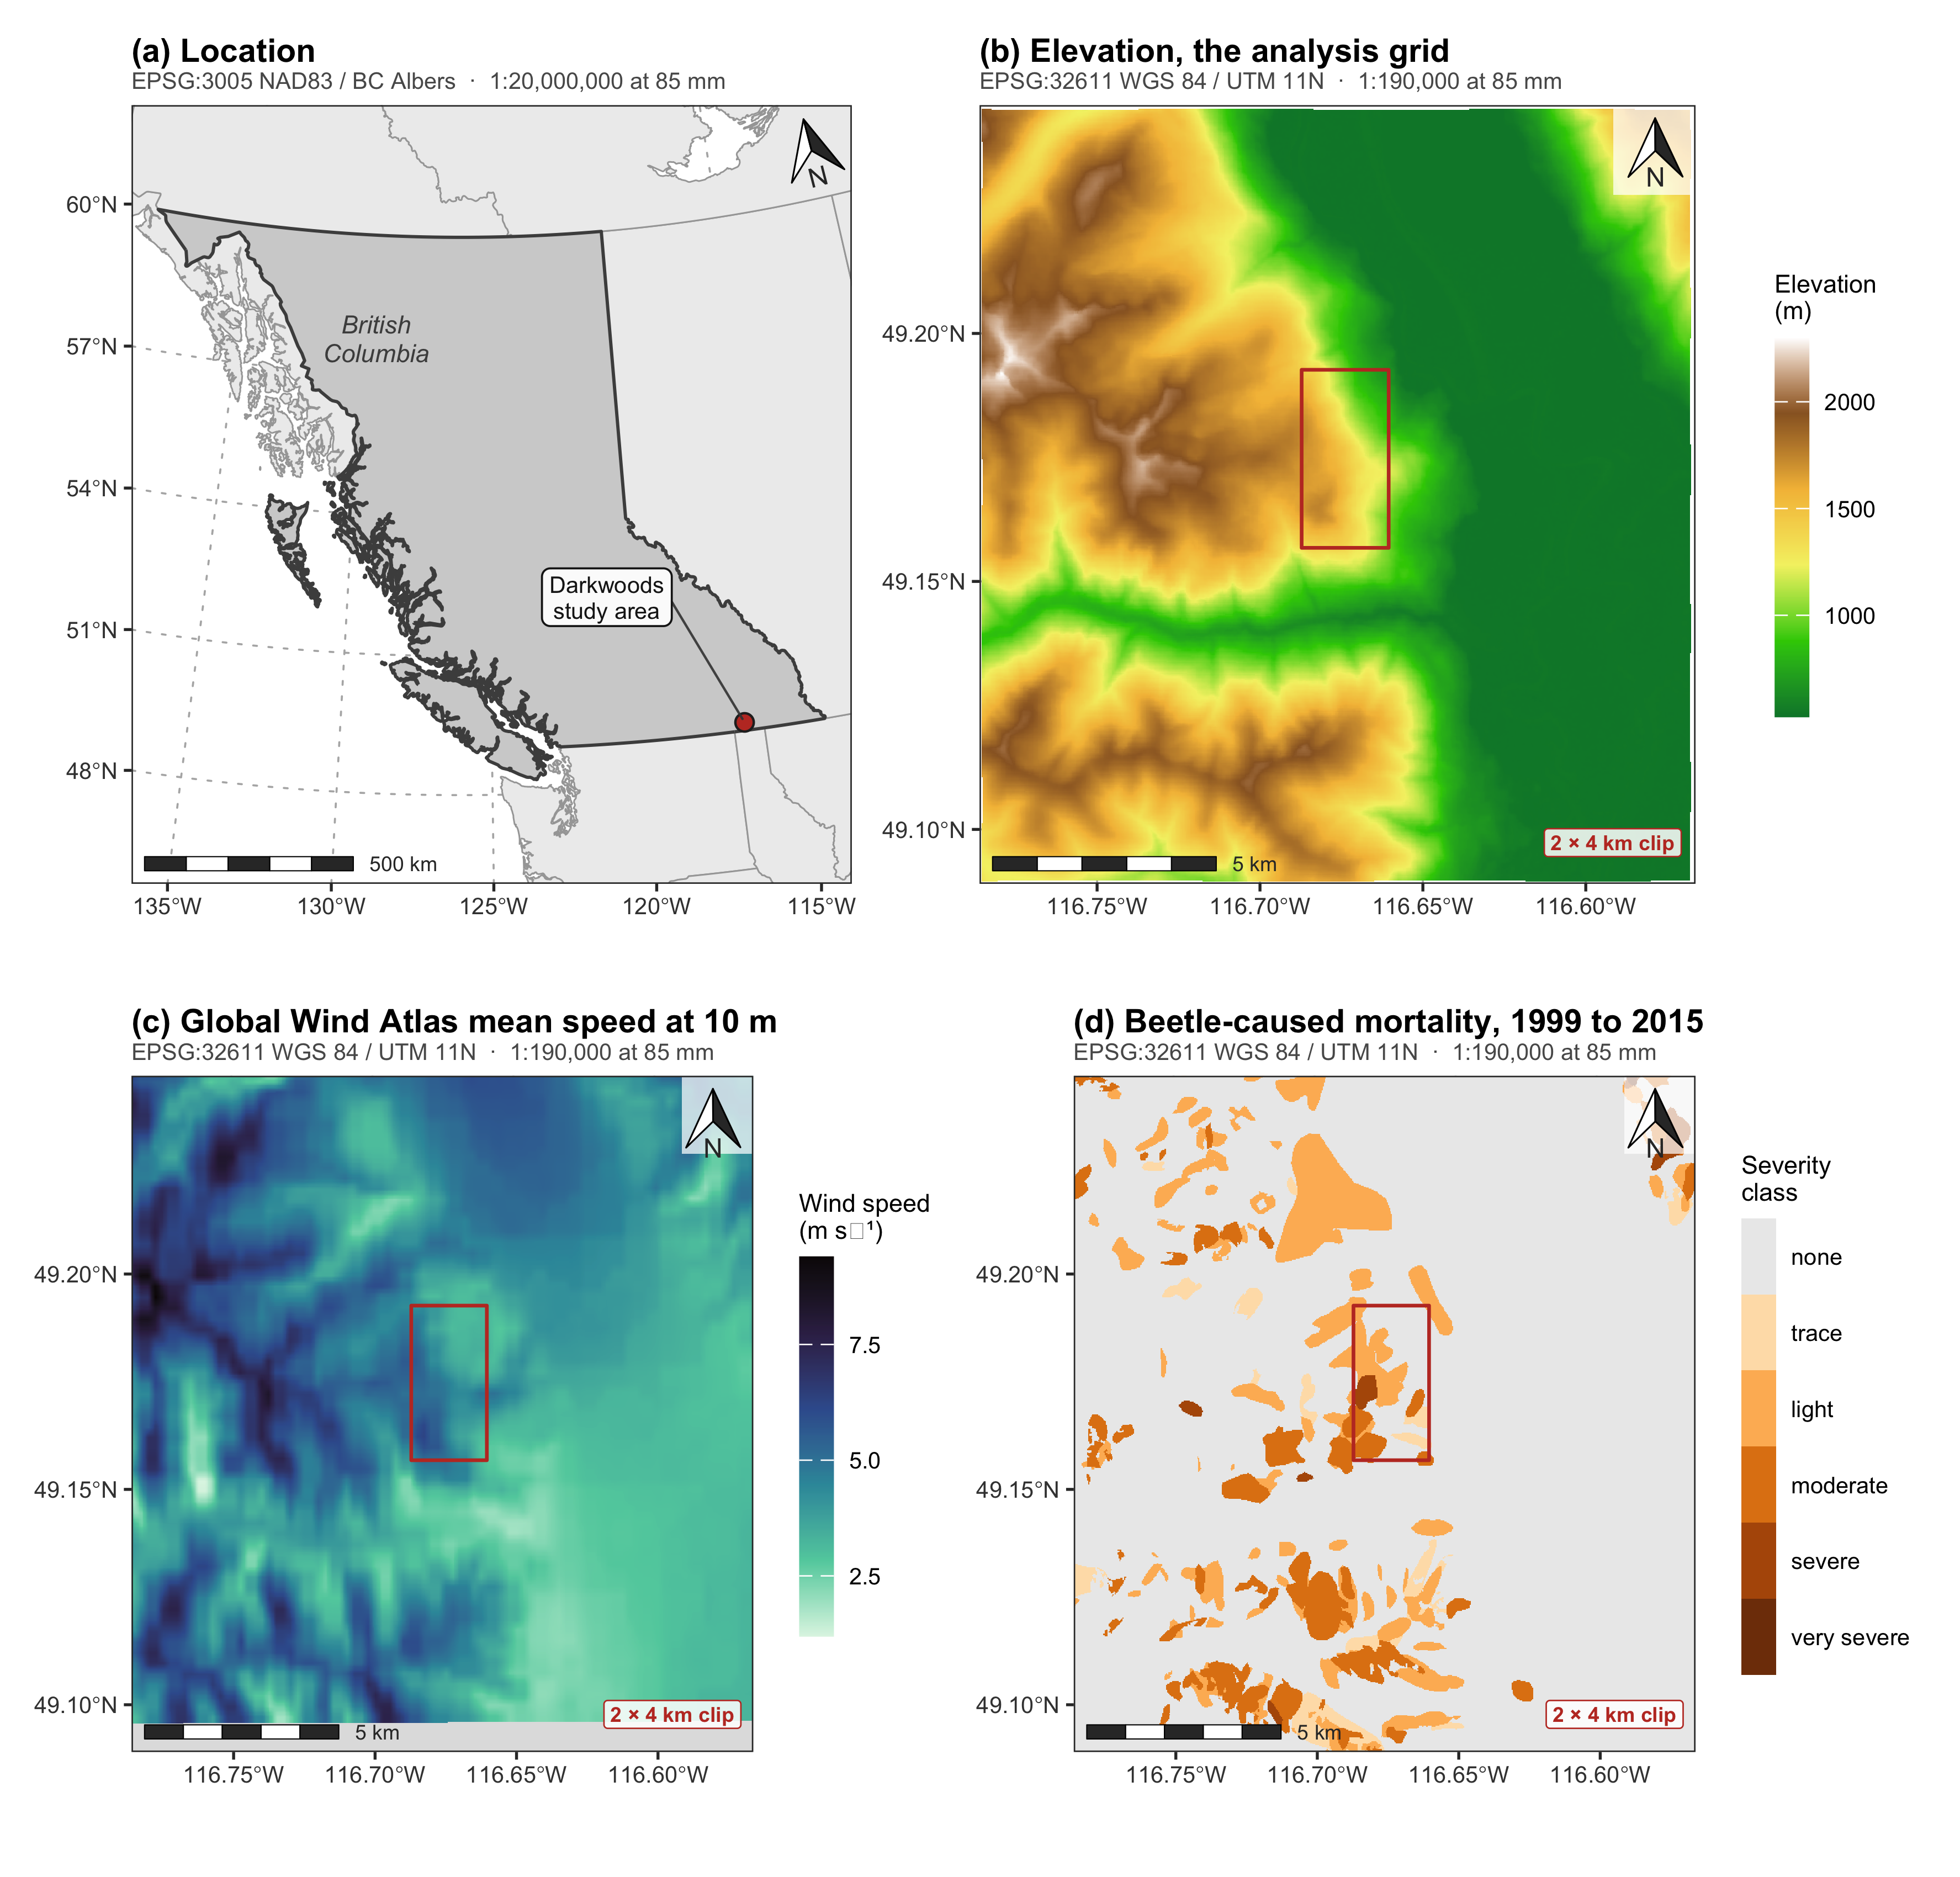 (a) Location
EPSG:3005 NAD83 / BC Albers · 1:20,000,000 at 85 mm
N
60°N
57°N
54°N
51°N
48°N
British
Columbia
Darkwoods
study area
500 km
135°W
130°W
125°W
120°W
115°W
(b) Elevation, the analysis grid
EPSG:32611 WGS 84 / UTM 11N · 1:190,000 at 85 mm
N
49.20°N
49.15°N
49.10°N
2 × 4 km clip
5 km
116.75°W
116.70°W
116.65°W
116.60°W
Elevation
(m)
2000
1500
1000
(c) Global Wind Atlas mean speed at 10 m
EPSG:32611 WGS 84 / UTM 11N · 1:190,000 at 85 mm
N
49.20°N
49.15°N
49.10°N
2 × 4 km clip
5 km
116.75°W
116.70°W
116.65°W
116.60°W
Wind speed
(m s□¹)
7.5
5.0
2.5
(d) Beetle-caused mortality, 1999 to 2015
EPSG:32611 WGS 84 / UTM 11N · 1:190,000 at 85 mm
N
49.20°N
49.15°N
49.10°N
2 × 4 km clip
5 km
116.75°W
116.70°W
116.65°W
116.60°W
Severity
class
none
trace
light
moderate
severe
very severe